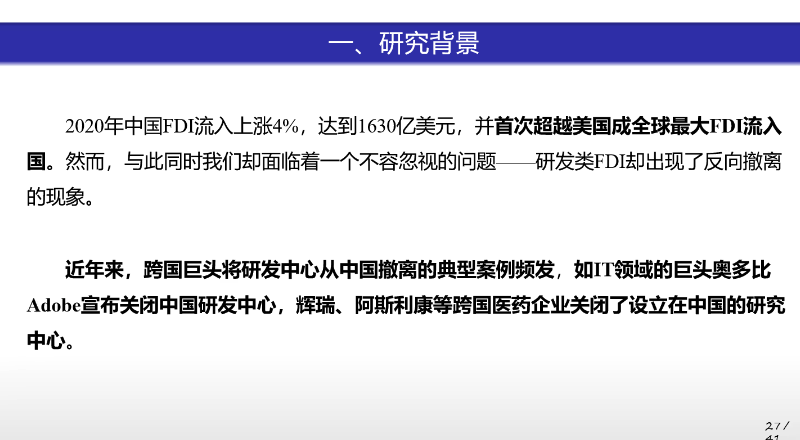 一、研究背景
2020年中国FDI流入上涨4%，达到1630亿美元，并首次超越美国成全球最大FDI流入
国。然而，与此同时我们却面临着一个不容忽视的问题——研发类FDI却出现了反向撤离
的现象。
近年来，跨国巨头将研发中心从中国撤离的典型案例频发，如IT领域的巨头奥多比
Adobe宣布关闭中国研发中心，辉瑞、阿斯利康等跨国医药企业关闭了设立在中国的研究
中心。
27/
41